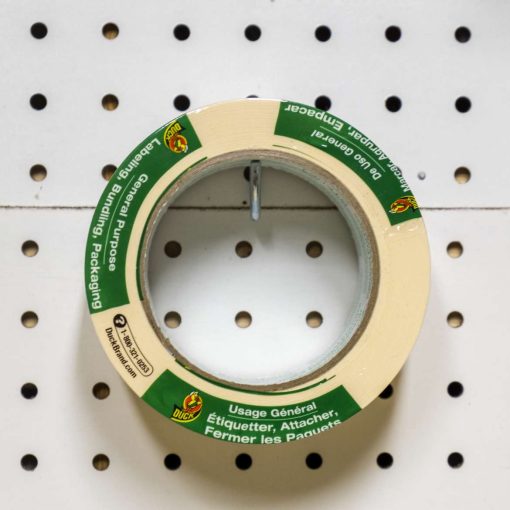 DUCK
General Purpose
Labeling, Bundling, Packaging
DUCK
De Uso General
Marcar, Agrupar, Empacar
? 1-800-321-0253
DuckBrand.com
DUCK
Usage Général
Étiquetter, Attacher,
Fermer les Paquets